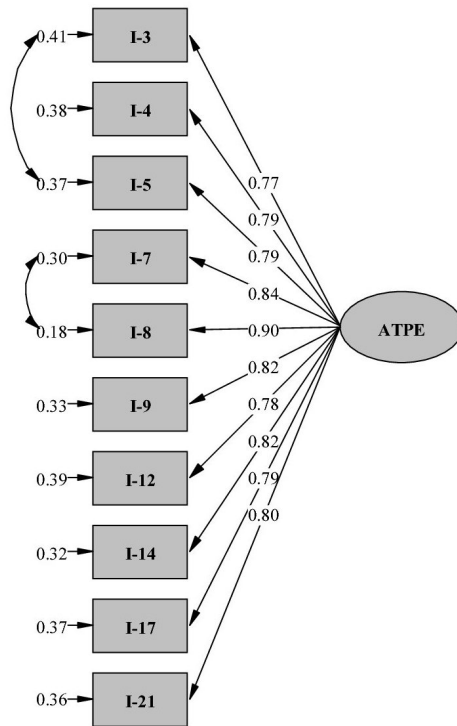 0.41 I-3
0.38 I-4
0.37 I-5
0.30 I-7
0.18 I-8
0.33 I-9
0.39 I-12
0.32 I-14
0.37 I-17
0.36 I-21
0.77
0.79
0.79
0.84
0.90
0.82
0.78
0.82
0.79
0.80
ATPE